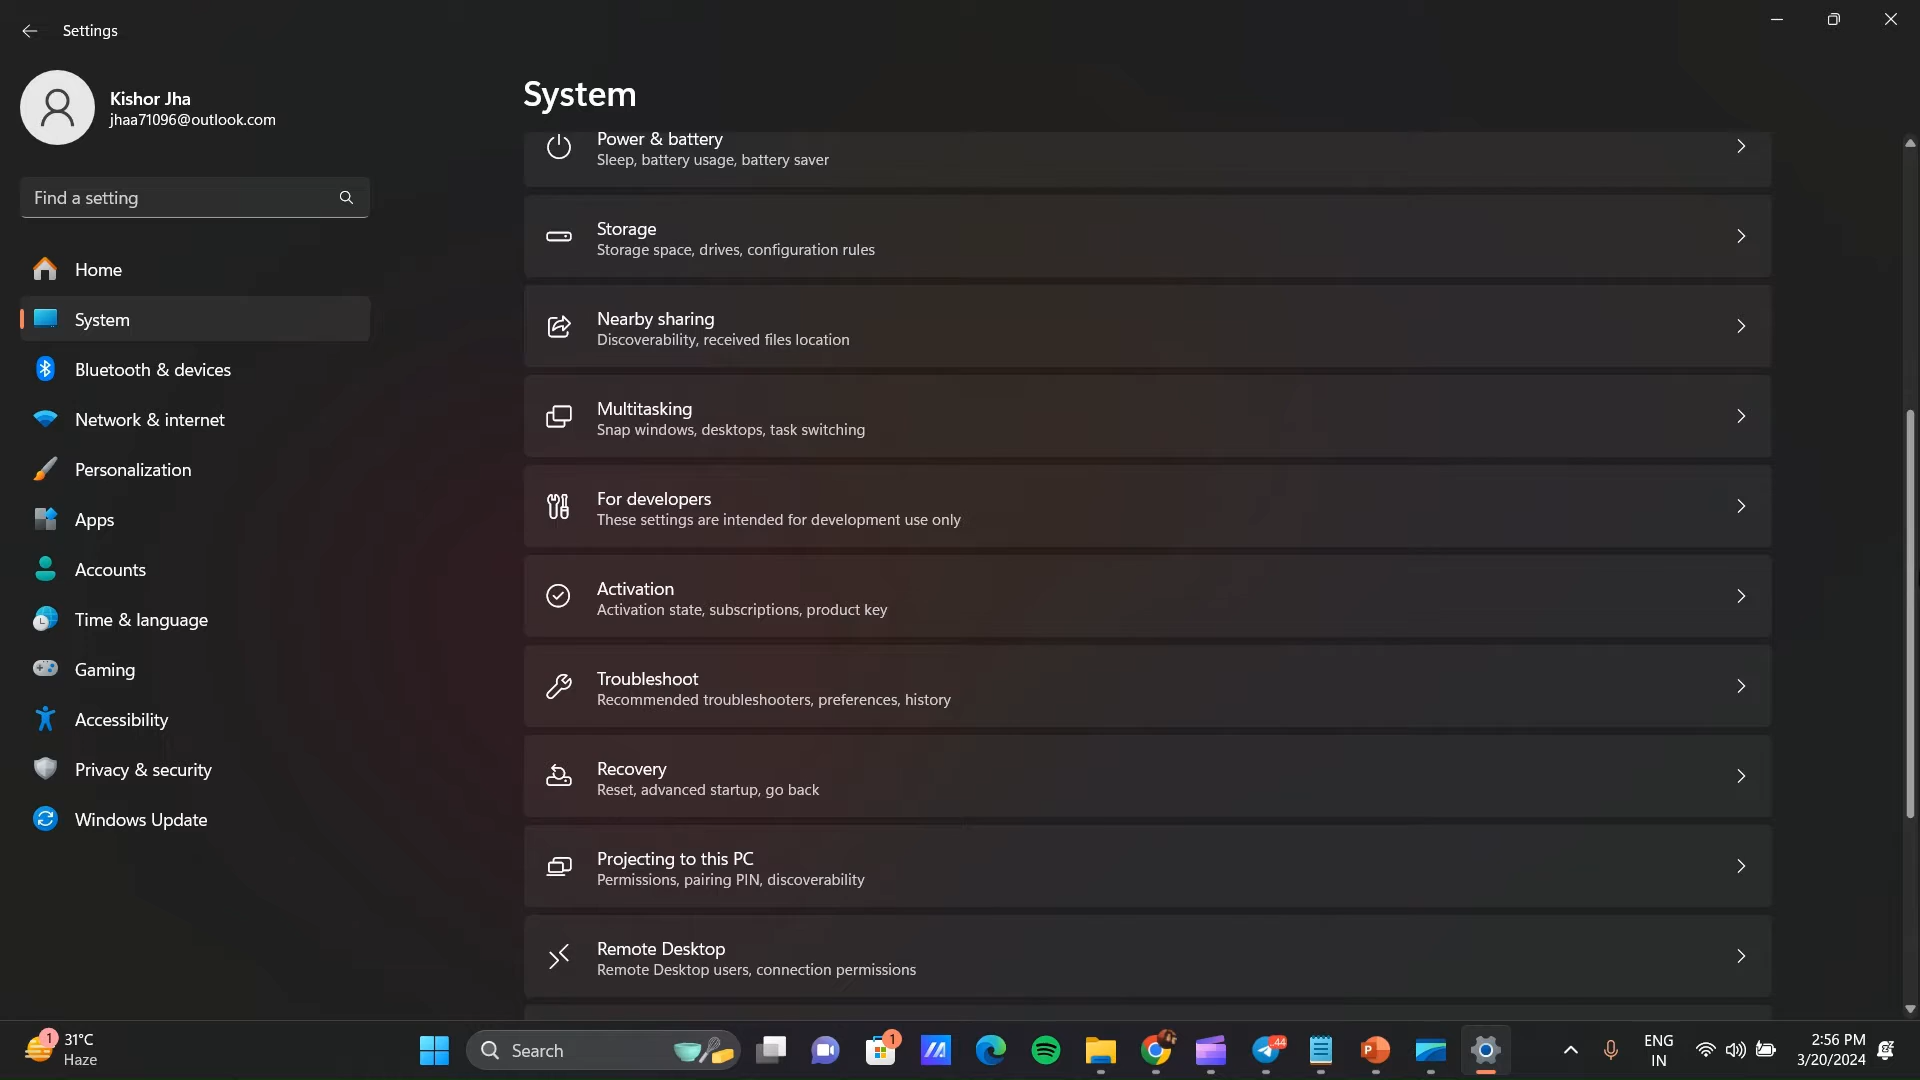 Settings
Kishor Jha
jhaa71096@outlook.com
Find a setting
Home
System
Bluetooth & devices
Network & internet
Personalization
Apps
Accounts
Time & language
Gaming
Accessibility
Privacy & security
Windows Update
System
Power & battery
Sleep, battery usage, battery saver
Storage
Storage space, drives, configuration rules
Nearby sharing
Discoverability, received files location
Multitasking
Snap windows, desktops, task switching
For developers
These settings are intended for development use only
Activation
Activation state, subscriptions, product key
Troubleshoot
Recommended troubleshooters, preferences, history
Recovery
Reset, advanced startup, go back
Projecting to this PC
Permissions, pairing PIN, discoverability
Remote Desktop
Remote Desktop users, connection permissions
1
31°C
Haze
Search
1
44
P
ENG
IN
2:56 PM
3/20/2024